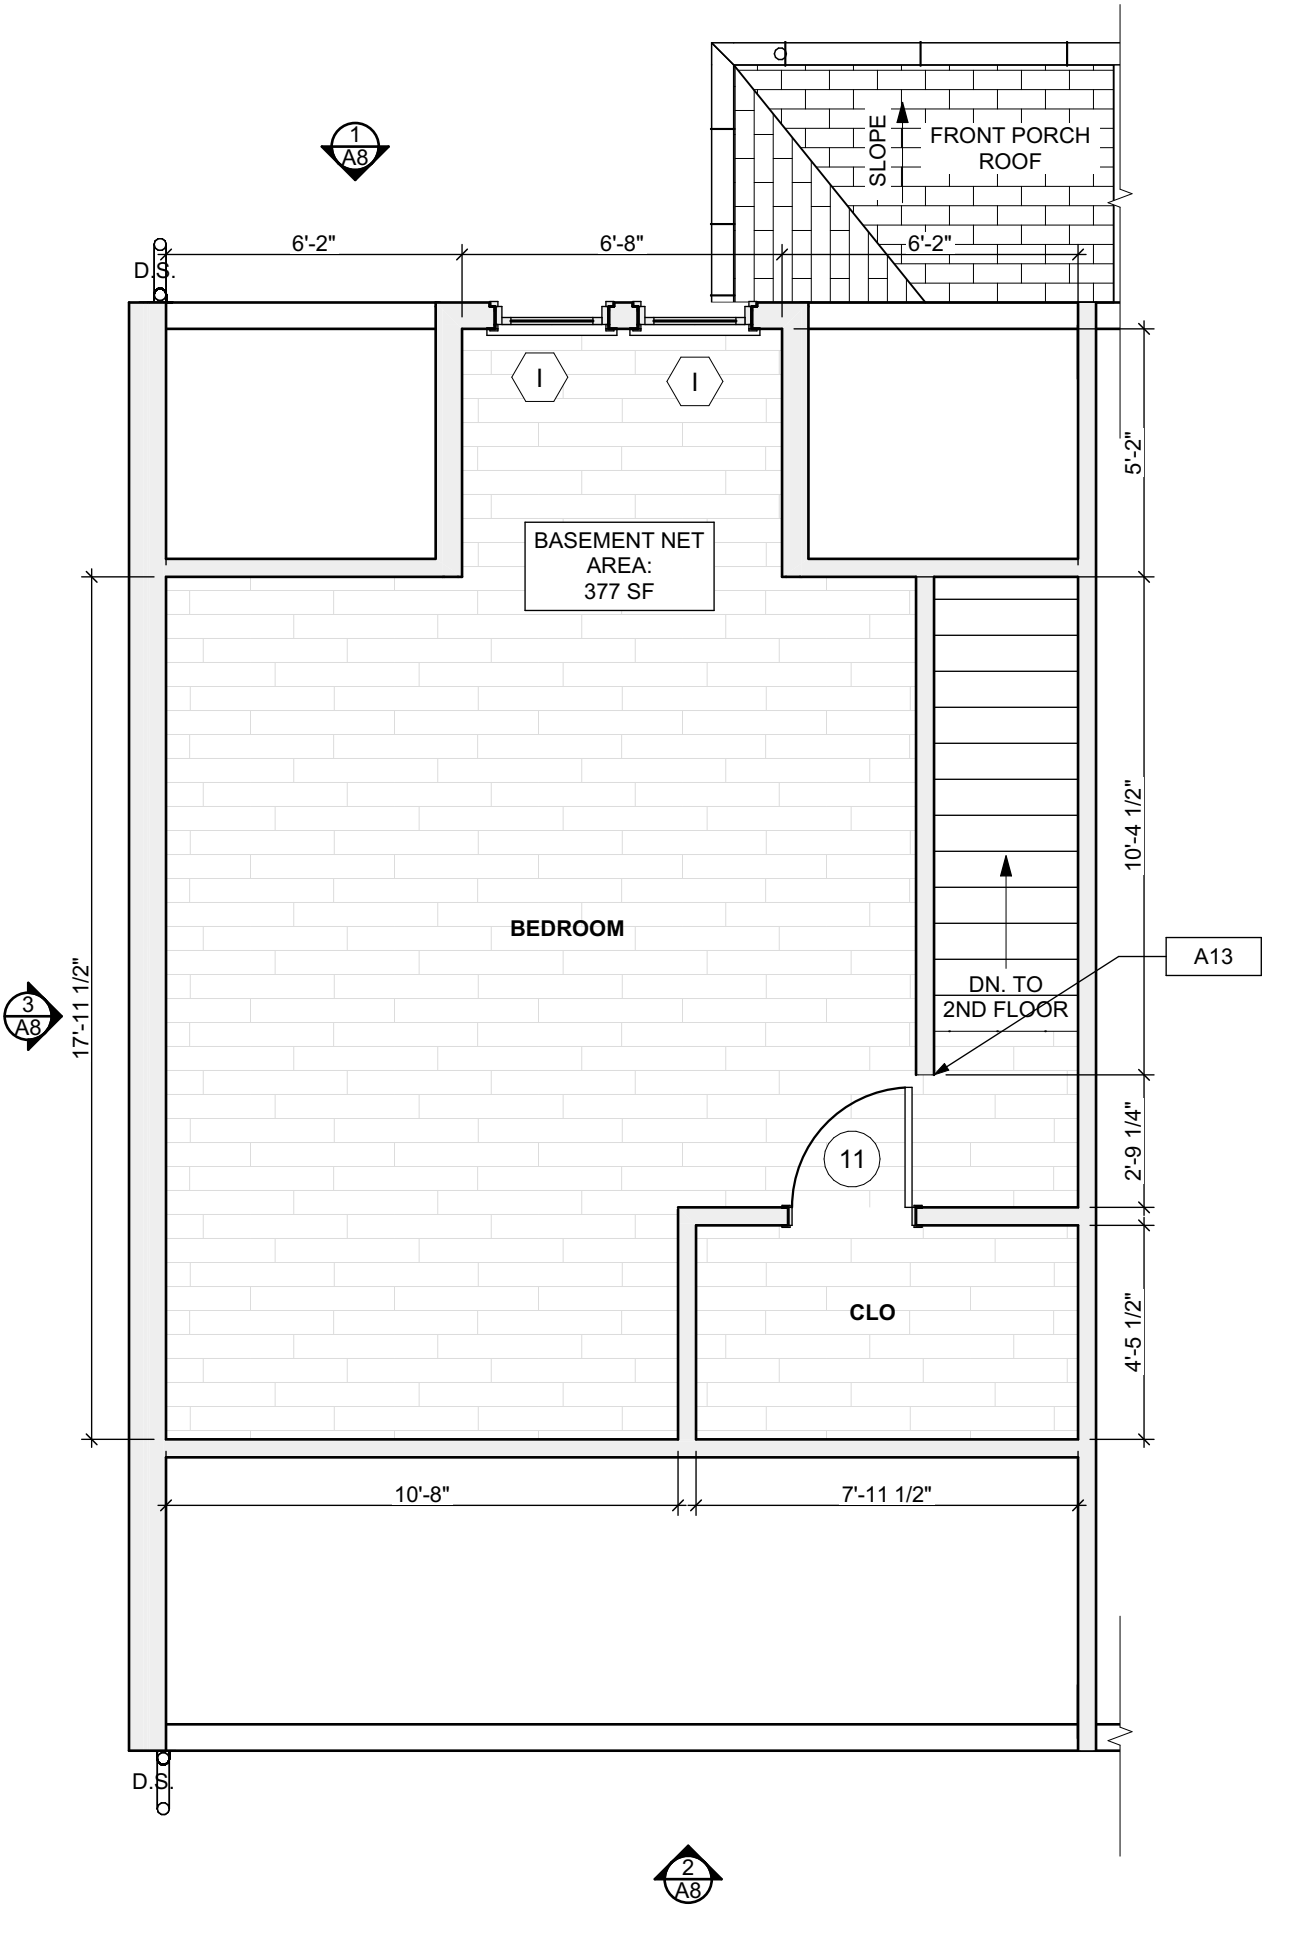 1
A8
SLOPE
FRONT PORCH
ROOF
6'-2"
6'-8"
6'-2"
D.S.
I
I
5'-2"
BASEMENT NET
AREA:
377 SF
10'-4 1/2"
BEDROOM
A13
DN. TO
2ND FLOOR
3
A8
17'-11 1/2"
2'-9 1/4"
11
CLO
4'-5 1/2"
10'-8"
7'-11 1/2"
D.S.
2
A8